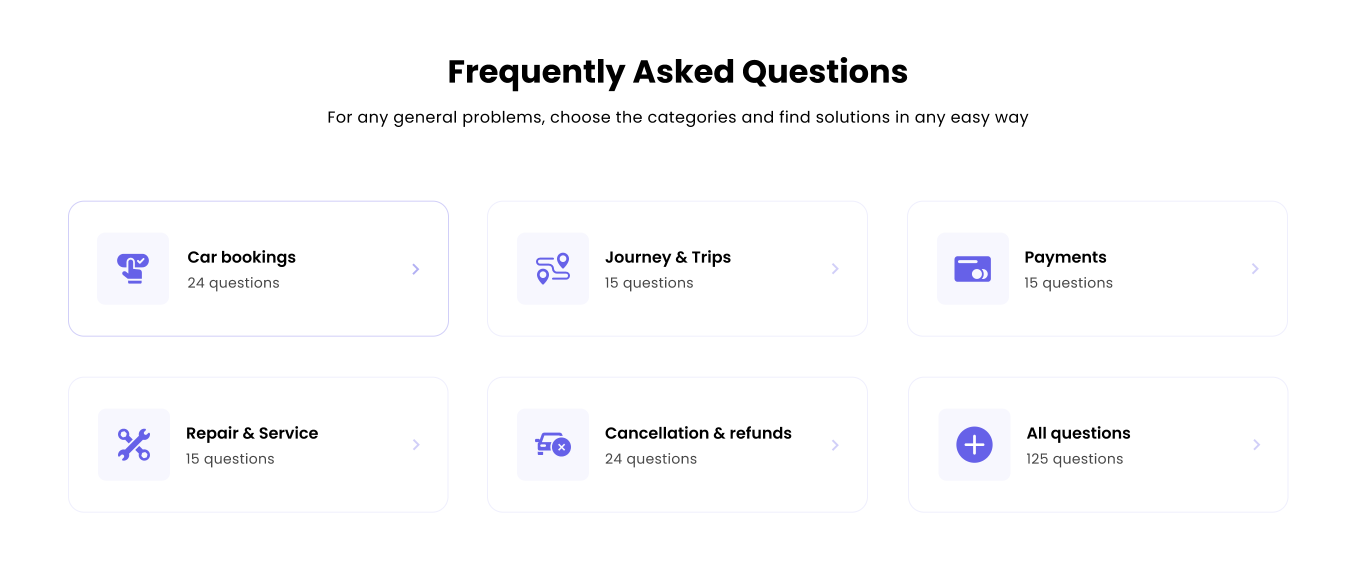 Frequently Asked Questions
For any general problems, choose the categories and find solutions in any easy way
Car bookings
24 questions
Journey & Trips
15 questions
Payments
15 questions
Repair & Service
15 questions
Cancellation & refunds
24 questions
All questions
125 questions